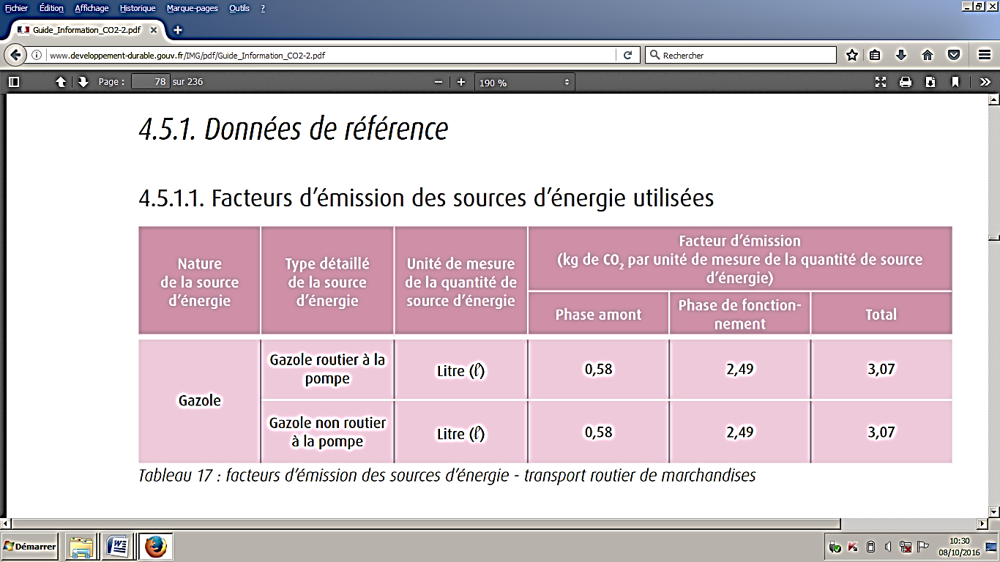 Fichier Édition Affichage Historique Marque-pages Outils ?
Guide_Information_CO2-2.pdf
www.developpement-durable.gouv.fr/IMG/pdf/Guide_Information_CO2-2.pdf
Rechercher
Page : 78 sur 236
190 %
4.5.1. Données de référence
4.5.1.1. Facteurs d’émission des sources d’énergie utilisées
Nature
de la source
d’énergie
Type détaillé
de la source
d’énergie
Unité de mesure
de la quantité de
source d’énergie
Facteur d’émission
(kg de CO₂ par unité de mesure de la quantité de source
d’énergie)
Phase amont
Phase de fonction-
nement
Total
Gazole
Gazole routier à la
pompe
Litre (ℓ)
0,58
2,49
3,07
Gazole non routier
à la pompe
Litre (ℓ)
0,58
2,49
3,07
Tableau 17 : facteurs d’émission des sources d’énergie - transport routier de marchandises
Démarrer
10:30
08/10/2016